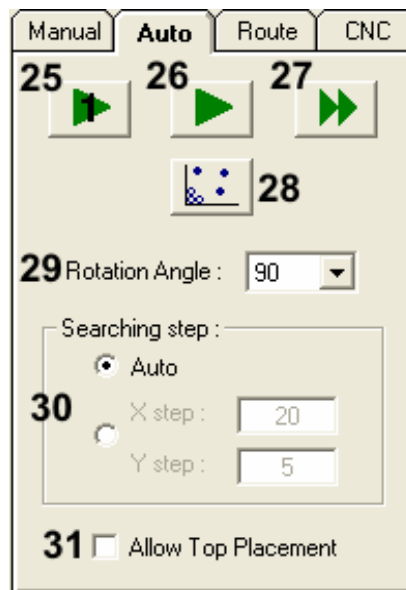 Manual Auto Route CNC
25 1 26 27
28
29 Rotation Angle : 90
Searching step :
Auto
30 X step : 20
Y step : 5
31 Allow Top Placement